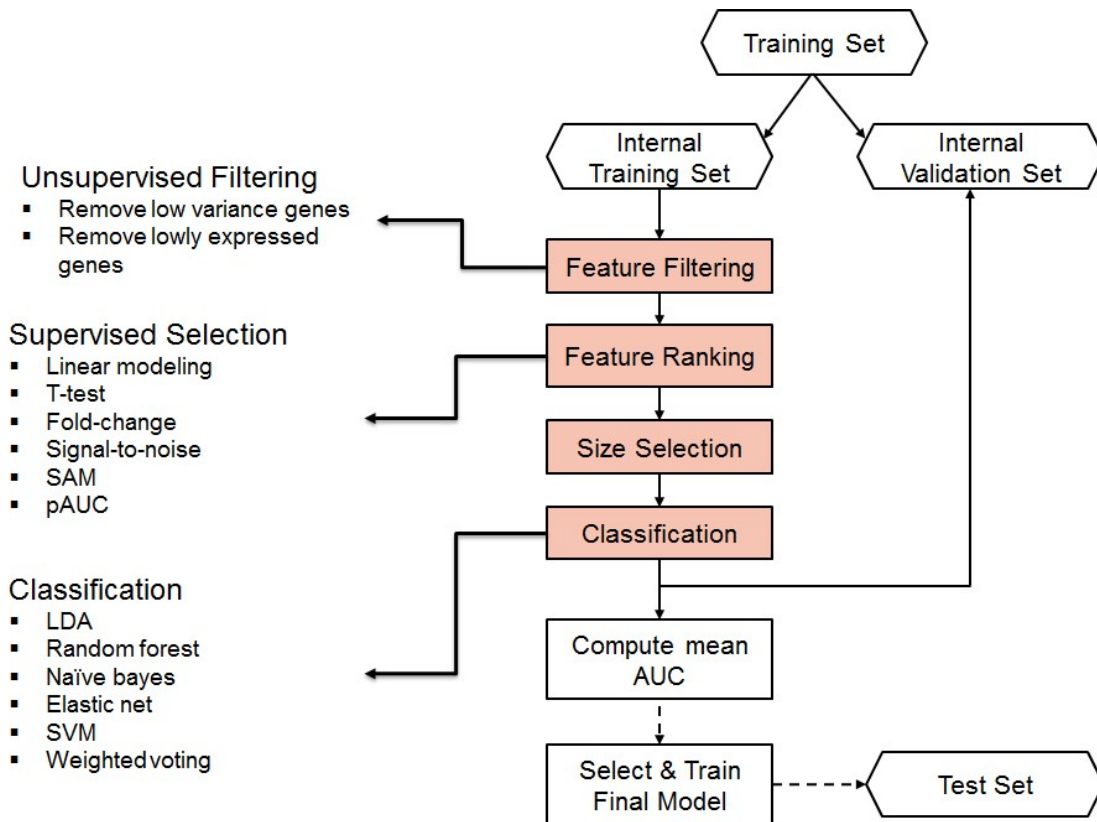 Training Set
Internal
Training Set
Internal
Validation Set
Unsupervised Filtering
▪ Remove low variance genes
▪ Remove lowly expressed
genes
Feature Filtering
Supervised Selection
▪ Linear modeling
▪ T-test
▪ Fold-change
▪ Signal-to-noise
▪ SAM
▪ pAUC
Feature Ranking
Size Selection
Classification
Classification
▪ LDA
▪ Random forest
▪ Naïve bayes
▪ Elastic net
▪ SVM
▪ Weighted voting
Compute mean
AUC
Select & Train
Final Model
Test Set